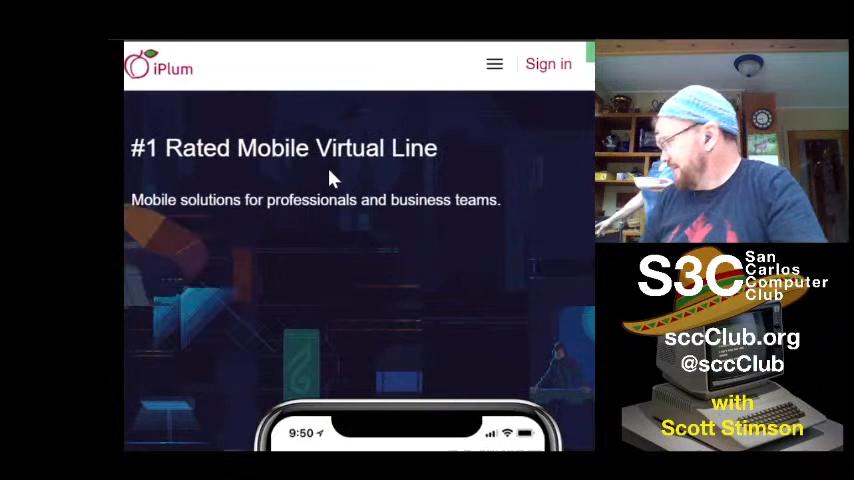 iPlum
Sign in
#1 Rated Mobile Virtual Line
Mobile solutions for professionals and business teams.
9:50
S3C San Carlos Computer Club
sccClub.org
@sccClub
with
Scott Stimson